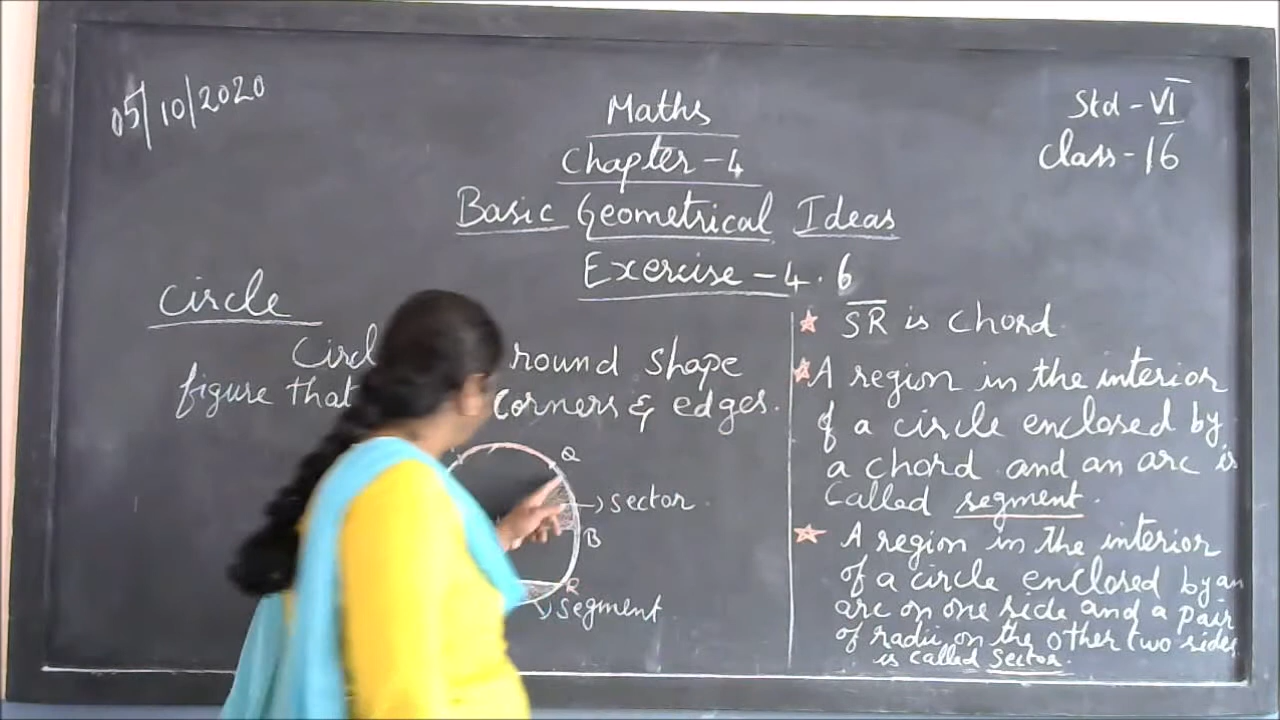 05/10/2020
Maths
Std - VI
Class - 16
Chapter - 4
Basic Geometrical Ideas
Exercise - 4.6
Circle
round shape
figure that corners & edges.
Q
→ Sector
B
R
Segment
SR is chord.
A region in the interior
of a circle enclosed by
a chord and an arc is
called segment.
A region in the interior
of a circle enclosed by an
arc on one side and a pair
of radii on the other two sides
is called sector.